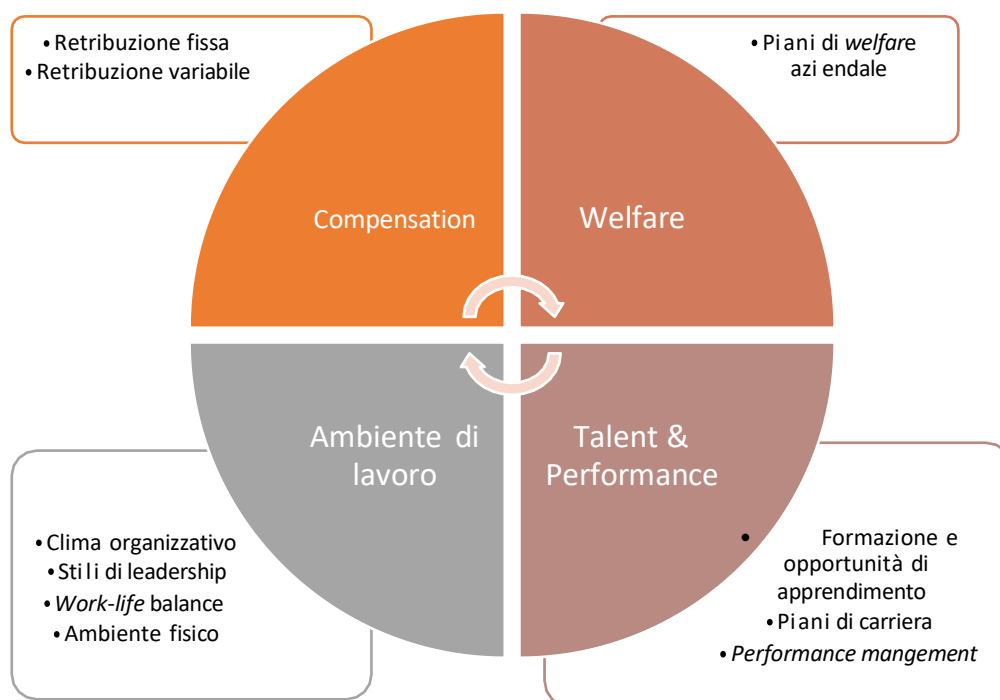 • Retribuzione fissa
• Retribuzione variabile
• Piani di welfare
aziendale
Compensation
Welfare
Ambiente di
lavoro
Talent &
Performance
• Clima organizzativo
• Stili di leadership
• Work-life balance
• Ambiente fisico
• Formazione e
opportunità di
apprendimento
• Piani di carriera
• Performance mangement